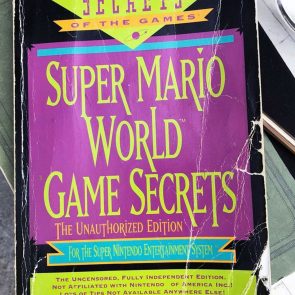 SECRETS
OF THE GAMES
SUPER MARIO
WORLD™
GAME SECRETS
THE UNAUTHORIZED EDITION
FOR THE SUPER NINTENDO ENTERTAINMENT SYSTEM
THE UNCENSORED, FULLY INDEPENDENT EDITION.
NOT AFFILIATED WITH NINTENDO OF AMERICA INC.!
LOTS OF TIPS NOT AVAILABLE ANYWHERE ELSE!